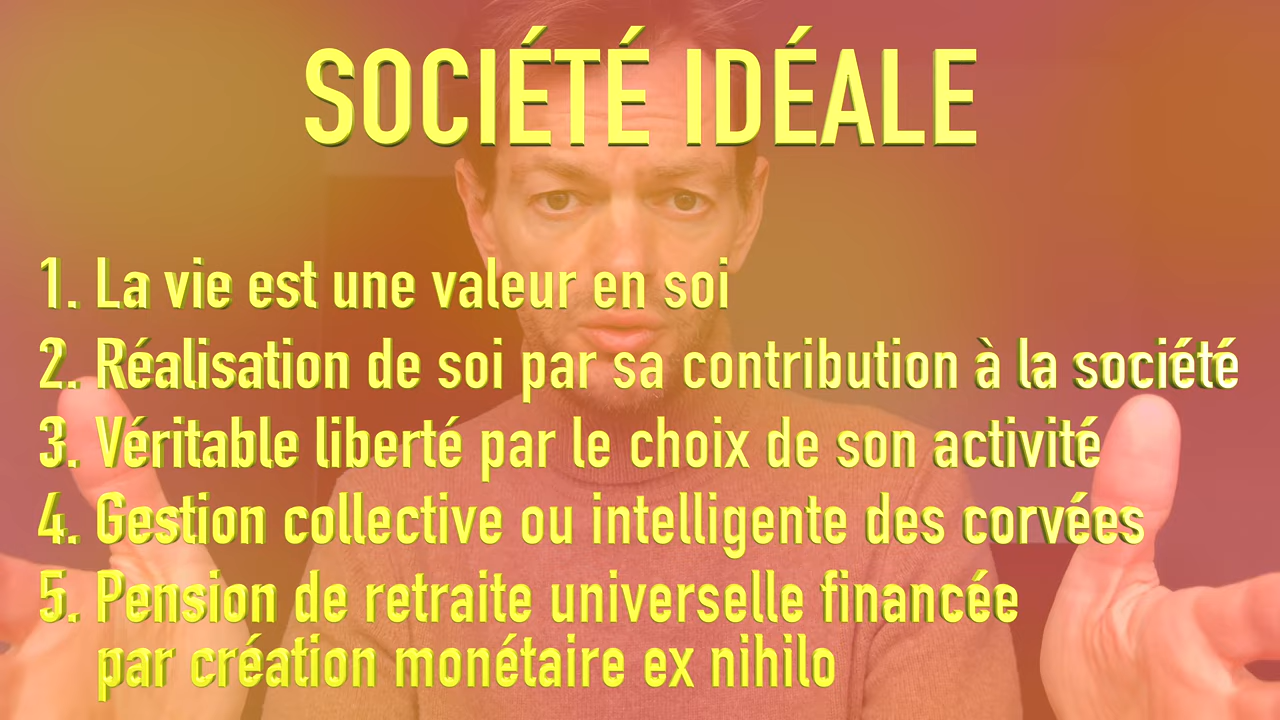 SOCIÉTÉ IDÉALE
1. La vie est une valeur en soi
2. Réalisation de soi par sa contribution à la société
3. Véritable liberté par le choix de son activité
4. Gestion collective ou intelligente des corvées
5. Pension de retraite universelle financée
par création monétaire ex nihilo